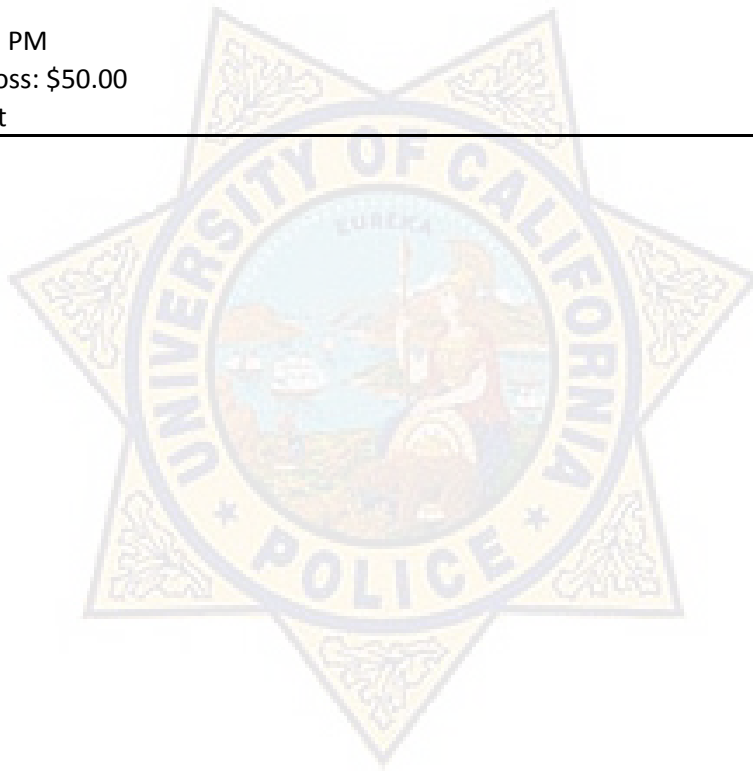 PM
oss: $50.00
t
UNIVERSITY OF CALIFORNIA
EUREKA
POLICE